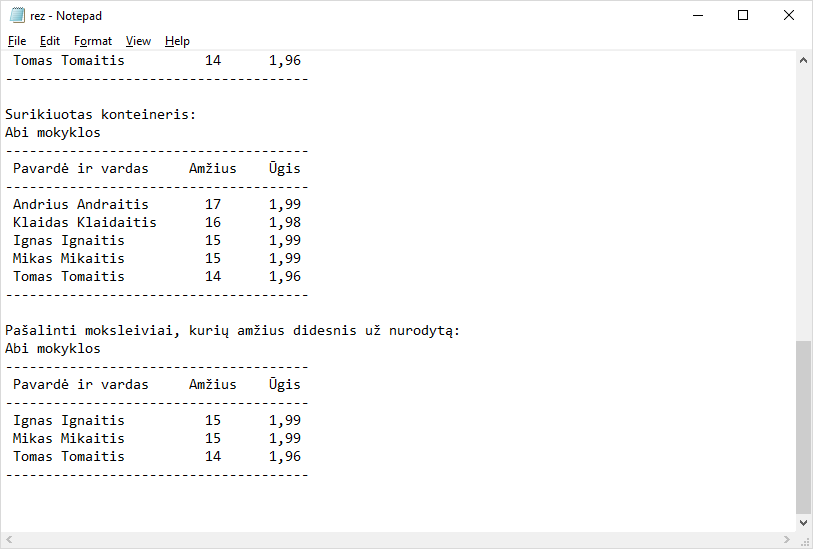 rez - Notepad
File Edit Format View Help
Tomas Tomaitis 14 1,96
--------------------------------------
Surikiuotas konteineris:
Abi mokyklos
--------------------------------------
Pavardė ir vardas Amžius Ūgis
--------------------------------------
Andrius Andraitis 17 1,99
Klaidas Klaidaitis 16 1,98
Ignas Ignaitis 15 1,99
Mikas Mikaitis 15 1,99
Tomas Tomaitis 14 1,96
--------------------------------------
Pašalinti moksleiviai, kurių amžius didesnis už nurodytą:
Abi mokyklos
--------------------------------------
Pavardė ir vardas Amžius Ūgis
--------------------------------------
Ignas Ignaitis 15 1,99
Mikas Mikaitis 15 1,99
Tomas Tomaitis 14 1,96
--------------------------------------